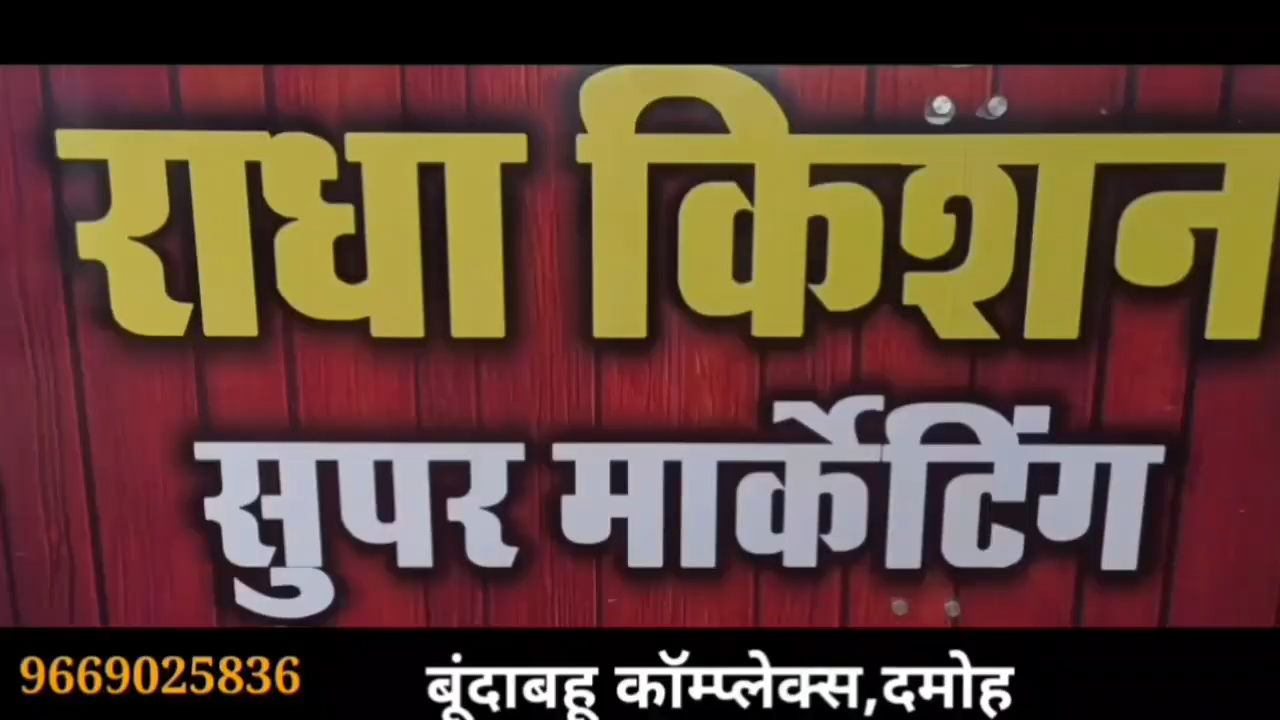 राधा किशन
सुपर मार्केटिंग
9669025836 बूंदाबहू कॉम्प्लेक्स,दमोह